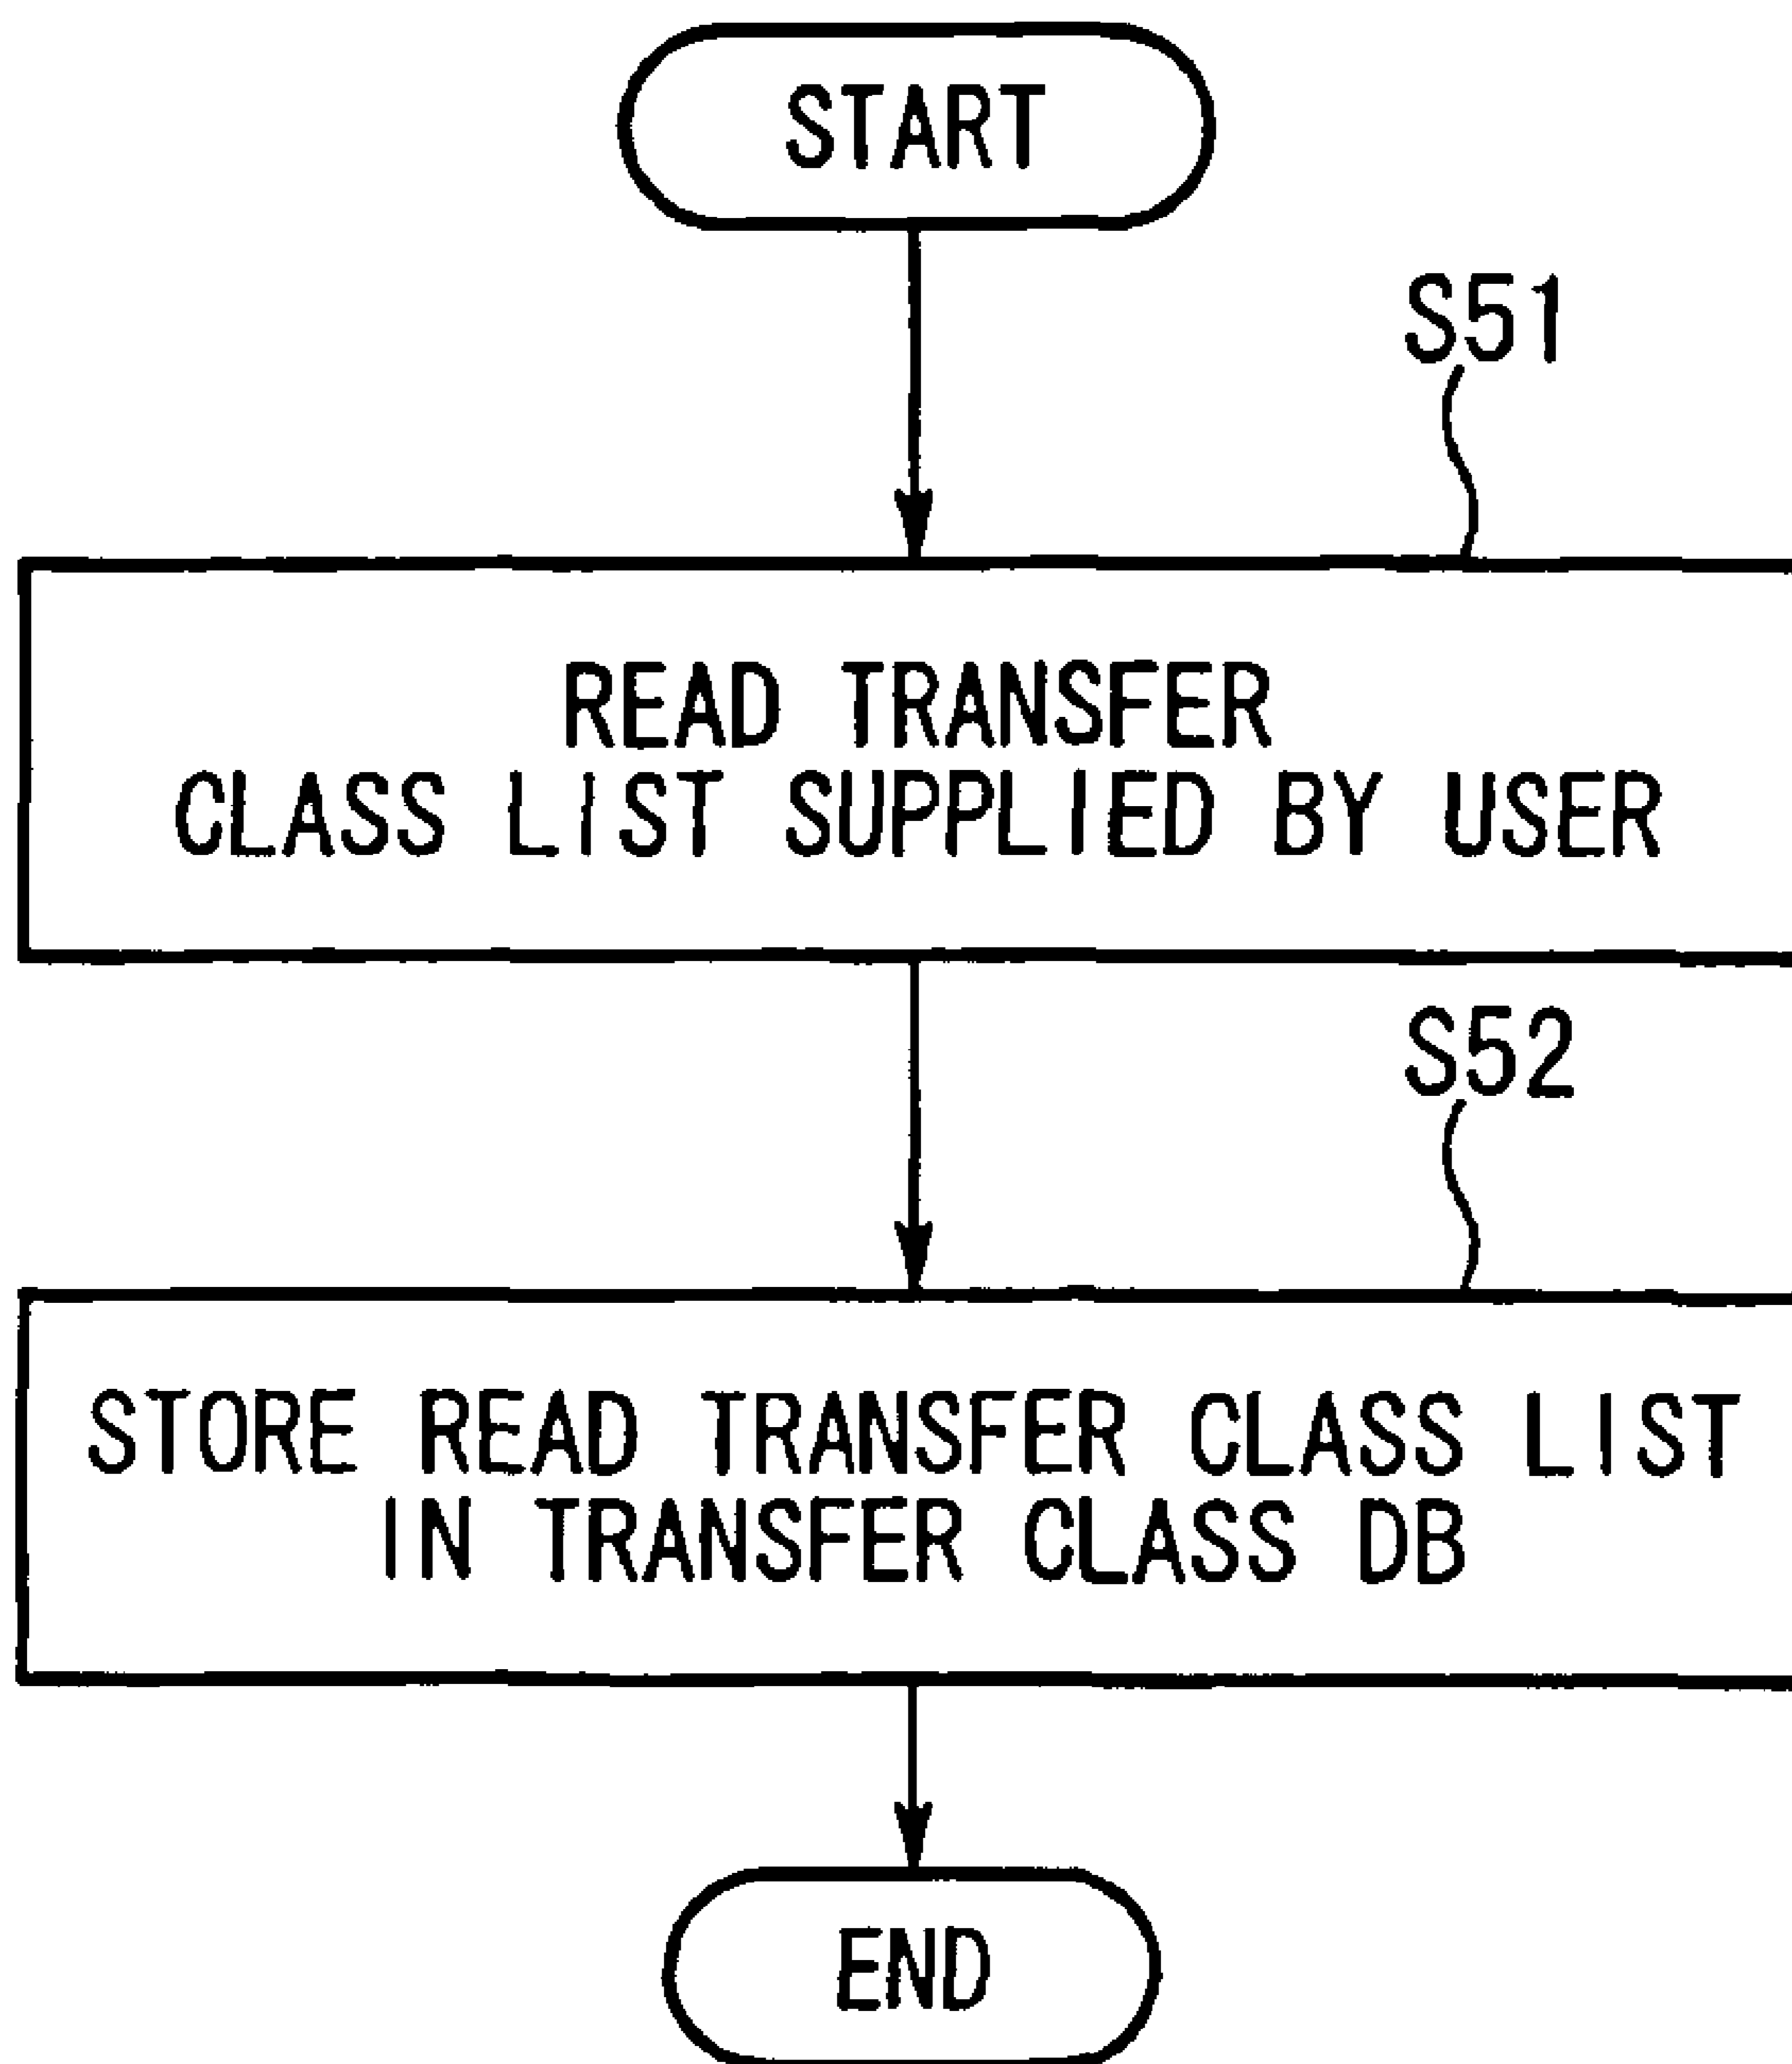 START
S51
READ TRANSFER
CLASS LIST SUPPLIED BY USER
S52
STORE READ TRANSFER CLASS LIST
IN TRANSFER CLASS DB
END